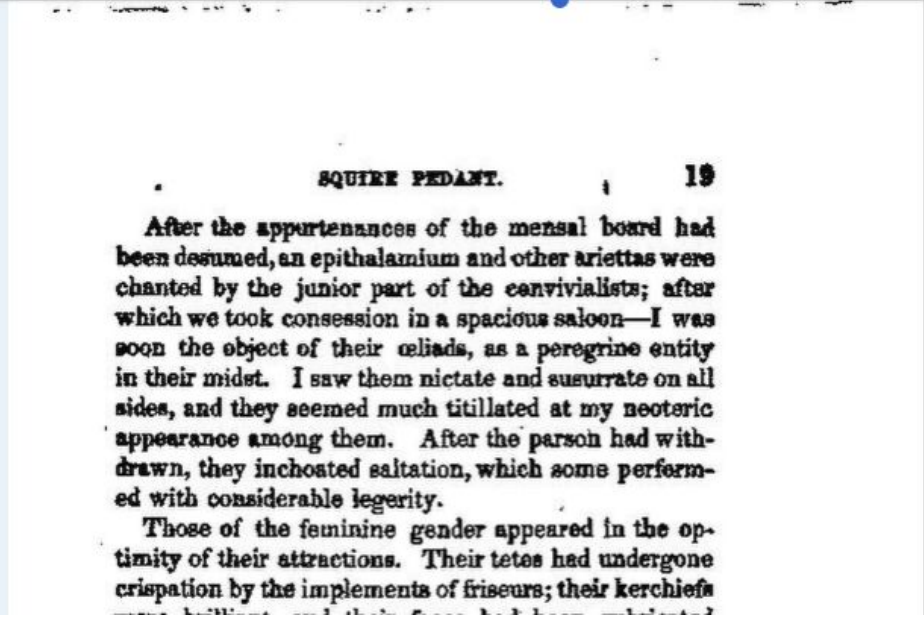 SQUIRE PEDANT. 19
After the appurtenances of the mensal board had
been desumed, an epithalamium and other ariettas were
chanted by the junior part of the canvivialists; after
which we took consession in a spacious saloon—I was
soon the object of their œliads, as a peregrine entity
in their midst. I saw them nictate and susurrate on all
sides, and they seemed much titillated at my neoteric
appearance among them. After the parson had with-
drawn, they inchoated saltation, which some perform-
ed with considerable legerity.
Those of the feminine gender appeared in the op-
timity of their attractions. Their tetes had undergone
crispation by the implements of friseurs; their kerchiefs